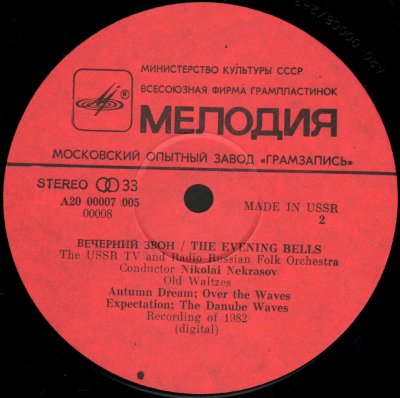 МИНИСТЕРСТВО КУЛЬТУРЫ СССР
ВСЕСОЮЗНАЯ ФИРМА ГРАМПЛАСТИНОК
МЕЛОДИЯ
МОСКОВСКИЙ ОПЫТНЫЙ ЗАВОД «ГРАМЗАПИСЬ»
STEREO 33
A20 00007 005
00008
MADE IN USSR
2
ВЕЧЕРНИЙ ЗВОН / THE EVENING BELLS
The USSR TV and Radio Russian Folk Orchestra
Conductor Nikolai Nekrasov
Old Waltzes
Autumn Dream; Over the Waves
Expectation; The Danube Waves
Recording of 1982
(digital)